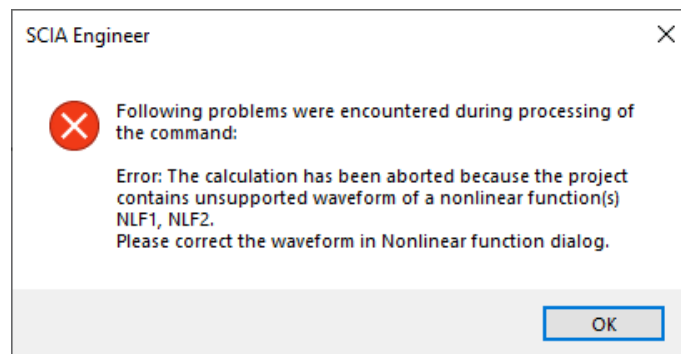 SCIA Engineer
Following problems were encountered during processing of
the command:
Error: The calculation has been aborted because the project
contains unsupported waveform of a nonlinear function(s)
NLF1, NLF2.
Please correct the waveform in Nonlinear function dialog.
OK